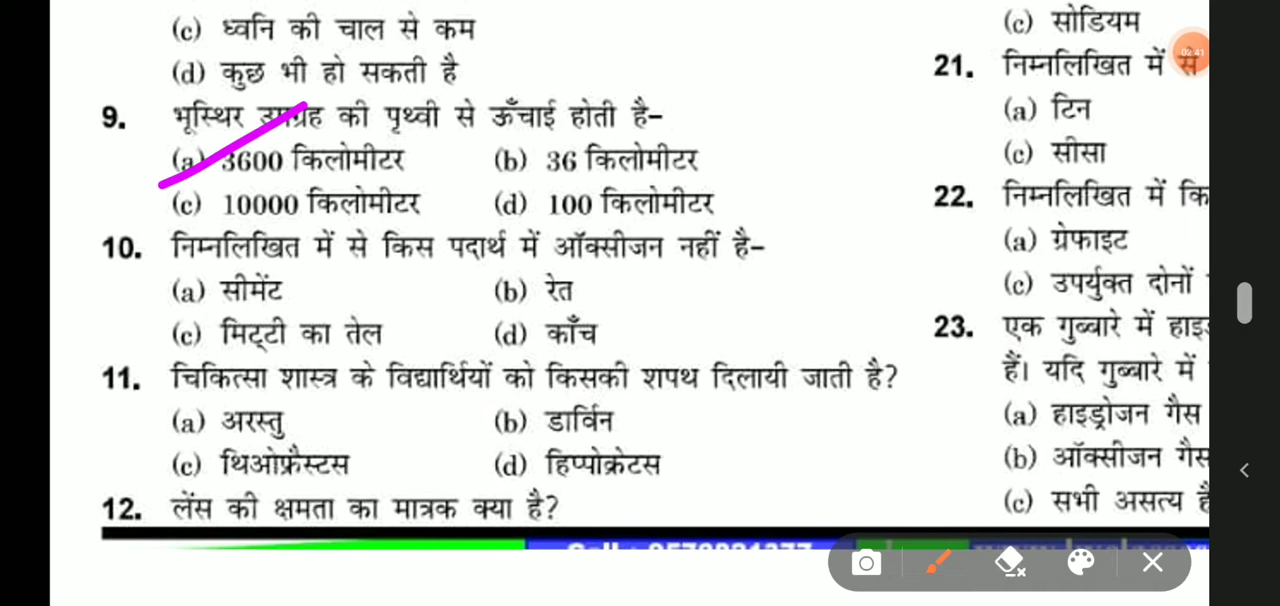 (c) ध्वनि की चाल से कम
(d) कुछ भी हो सकती है
9. भूस्थिर उपग्रह की पृथ्वी से ऊँचाई होती है-
(a) 3600 किलोमीटर (b) 36 किलोमीटर
(c) 10000 किलोमीटर (d) 100 किलोमीटर
10. निम्नलिखित में से किस पदार्थ में ऑक्सीजन नहीं है-
(a) सीमेंट (b) रेत
(c) मिट्टी का तेल (d) काँच
11. चिकित्सा शास्त्र के विद्यार्थियों को किसकी शपथ दिलायी जाती है?
(a) अरस्तु (b) डार्विन
(c) थिओफ्रैस्टस (d) हिप्पोक्रेटस
12. लेंस की क्षमता का मात्रक क्या है?
(c) सोडियम
21. निम्नलिखित में से
(a) टिन
(c) सीसा
22. निम्नलिखित में कि
(a) ग्रेफाइट
(c) उपर्युक्त दोनों
23. एक गुब्बारे में हाइ
हैं। यदि गुब्बारे में
(a) हाइड्रोजन गैस
(b) ऑक्सीजन गैस
(c) सभी असत्य है
02:41